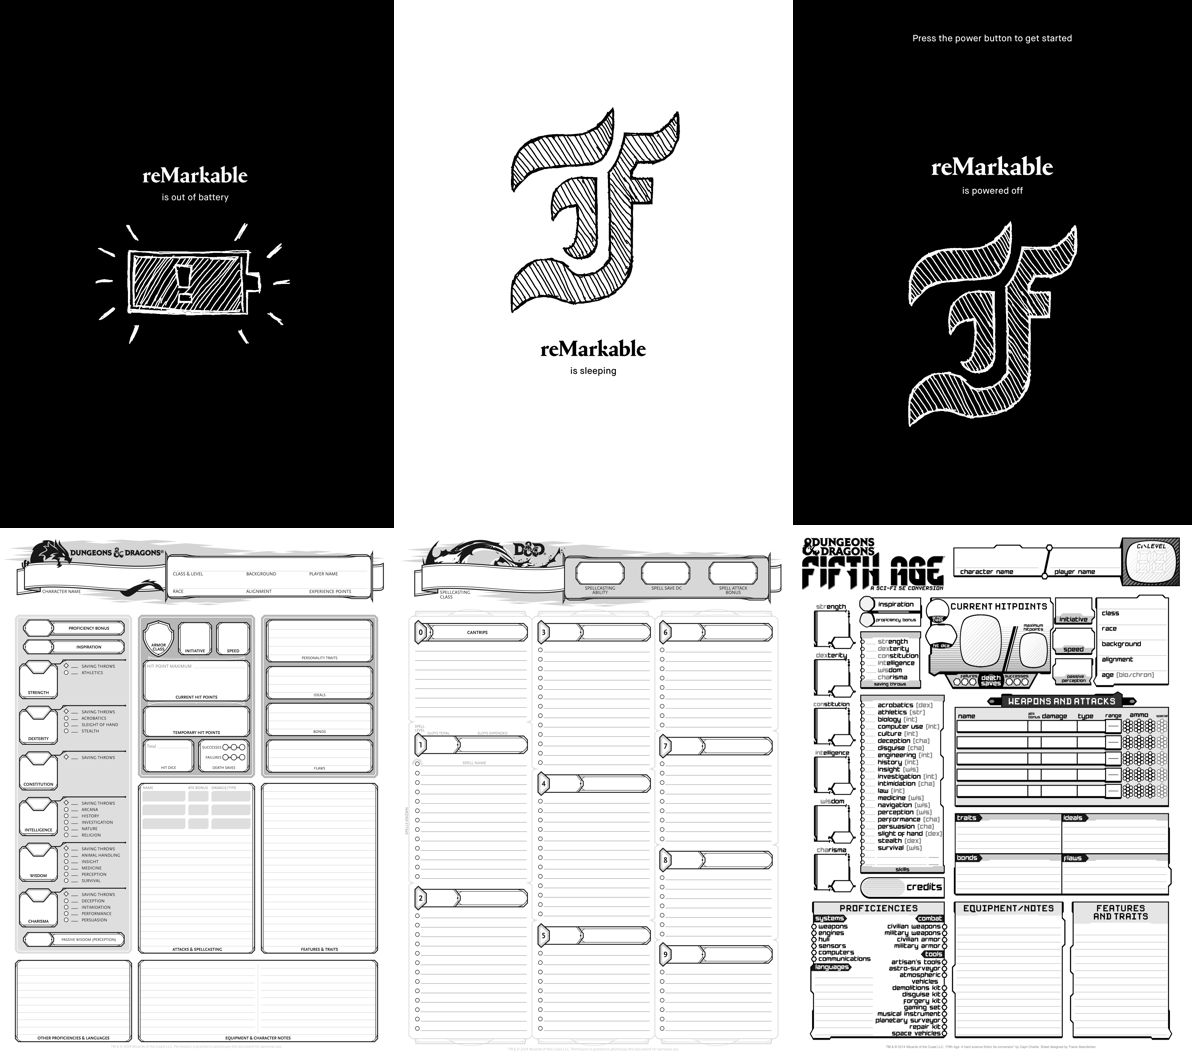 reMarkable
is out of battery
reMarkable
is sleeping
Press the power button to get started
reMarkable
is powered off
DUNGEONS & DRAGONS®
CHARACTER NAME
CLASS & LEVEL BACKGROUND PLAYER NAME
RACE ALIGNMENT EXPERIENCE POINTS
PROFICIENCY BONUS
INSPIRATION
STRENGTH
SAVING THROWS
ATHLETICS
DEXTERITY
SAVING THROWS
ACROBATICS
SLEIGHT OF HAND
STEALTH
CONSTITUTION
SAVING THROWS
INTELLIGENCE
SAVING THROWS
ARCANA
HISTORY
INVESTIGATION
NATURE
RELIGION
WISDOM
SAVING THROWS
ANIMAL HANDLING
INSIGHT
MEDICINE
PERCEPTION
SURVIVAL
CHARISMA
SAVING THROWS
DECEPTION
INTIMIDATION
PERFORMANCE
PERSUASION
PASSIVE WISDOM (PERCEPTION)
ARMOR
CLASS
INITIATIVE
SPEED
HIT POINT MAXIMUM
CURRENT HIT POINTS
TEMPORARY HIT POINTS
Total
HIT DICE
SUCCESSES
FAILURES
DEATH SAVES
PERSONALITY TRAITS
IDEALS
BONDS
FLAWS
NAME ATK BONUS DAMAGE/TYPE
ATTACKS & SPELLCASTING
FEATURES & TRAITS
OTHER PROFICIENCIES & LANGUAGES
EQUIPMENT & CHARACTER NOTES
D&D
SPELLCASTING
CLASS
SPELLCASTING
ABILITY
SPELL SAVE DC
SPELL ATTACK
BONUS
0 CANTRIPS
SPELL
LEVEL
SLOTS TOTAL SLOTS EXPENDED
1
SPELL NAME
2
3
4
5
6
7
8
9
DUNGEONS
& DRAGONS
FIFTH AGE
A SCI-FI 5E CONVERSION
character name
player name
LEVEL
strength
dexterity
constitution
intelligence
wisdom
charisma
inspiration
proficiency bonus
strength
dexterity
constitution
intelligence
wisdom
charisma
saving throws
acrobatics [dex]
athletics [str]
biology [int]
computer use [int]
culture [int]
deception [cha]
disguise [cha]
engineering [int]
history [int]
insight [wis]
investigation [int]
intimidation [cha]
law [int]
medicine [wis]
navigation [wis]
perception [wis]
performance [cha]
persuasion [cha]
slight of hand [dex]
stealth [dex]
survival [wis]
skills
credits
CURRENT HITPOINTS
maximum
hitpoints
hit dice
failures
death
saves
successes
initiative
speed
passive
perception
class
race
background
alignment
age [bio/chron]
WEAPONS AND ATTACKS
name atk bonus damage type range ammo
traits
ideals
bonds
flaws
PROFICIENCIES
systems
weapons
engines
hull
sensors
computers
communications
languages
combat
civilian weapons
military weapons
civilian armor
military armor
tools
artisan's tools
astro-surveyor
atmospheric
vehicles
demolitions kit
disguise kit
forgery kit
gaming set
musical instrument
planetary surveyor
repair kit
space vehicles
EQUIPMENT/NOTES
FEATURES
AND TRAITS